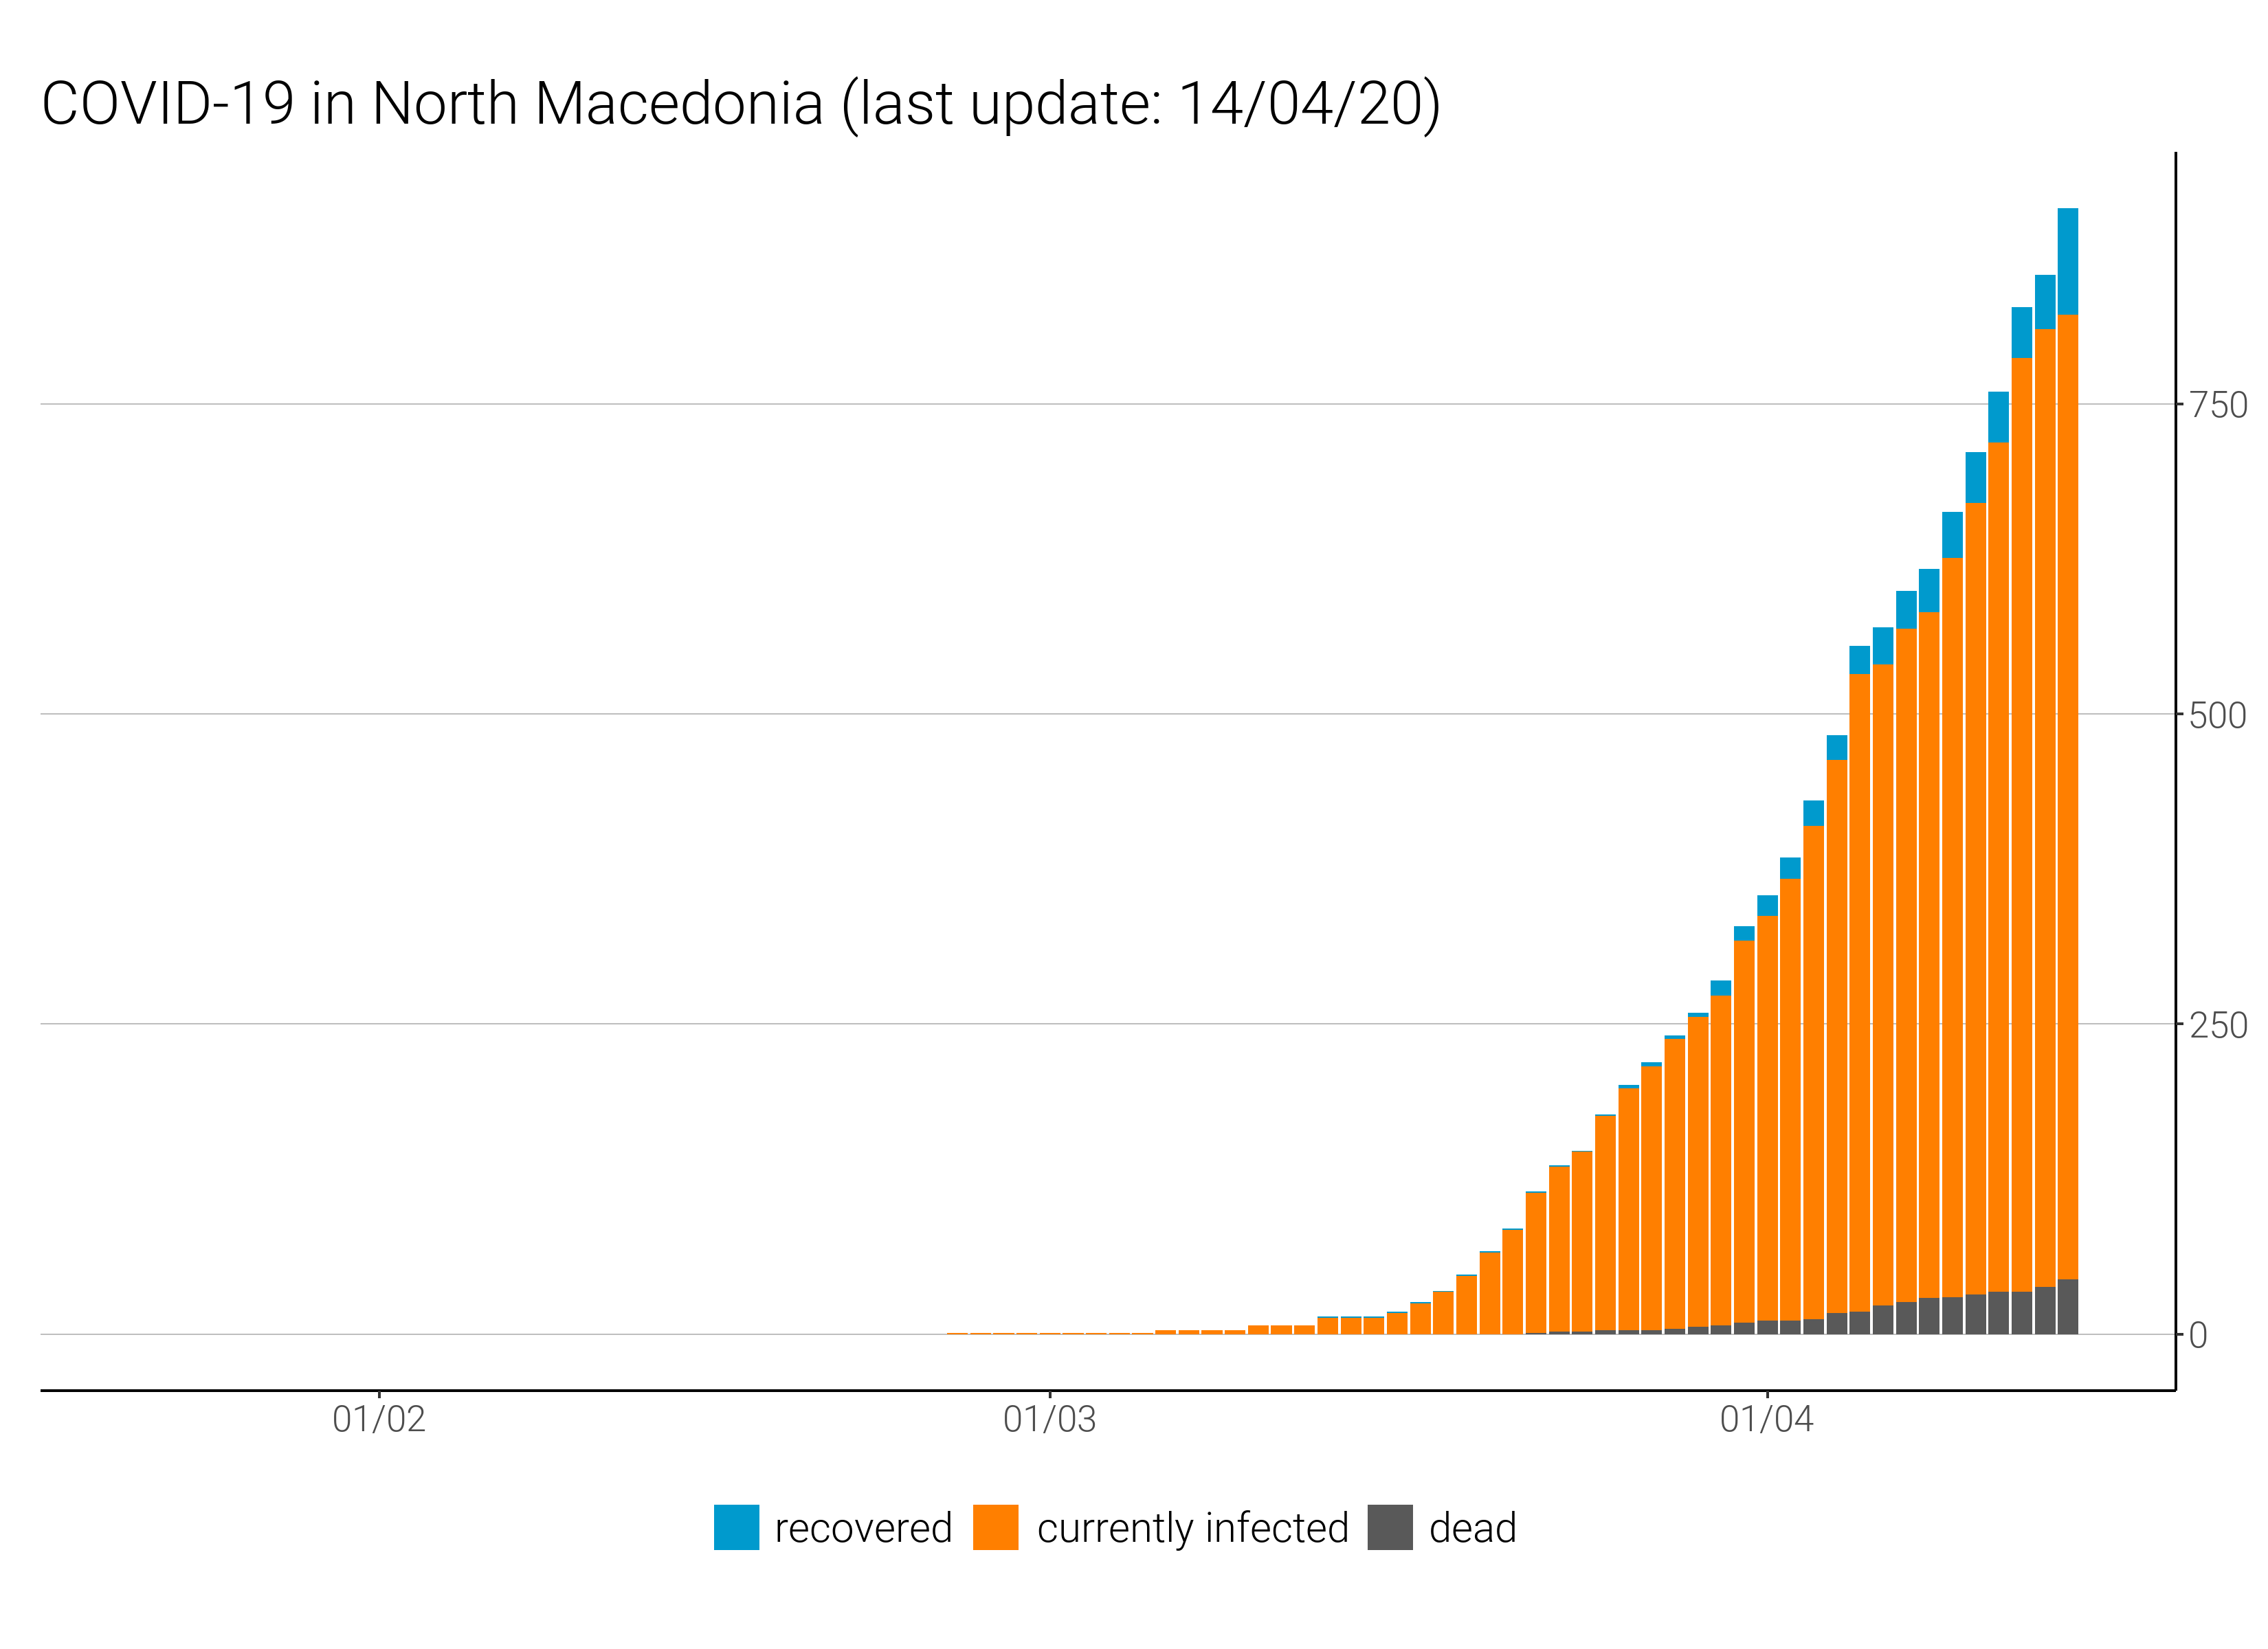 COVID-19 in North Macedonia (last update: 14/04/20)
750
500
250
0
01/02 01/03 01/04
recovered currently infected dead